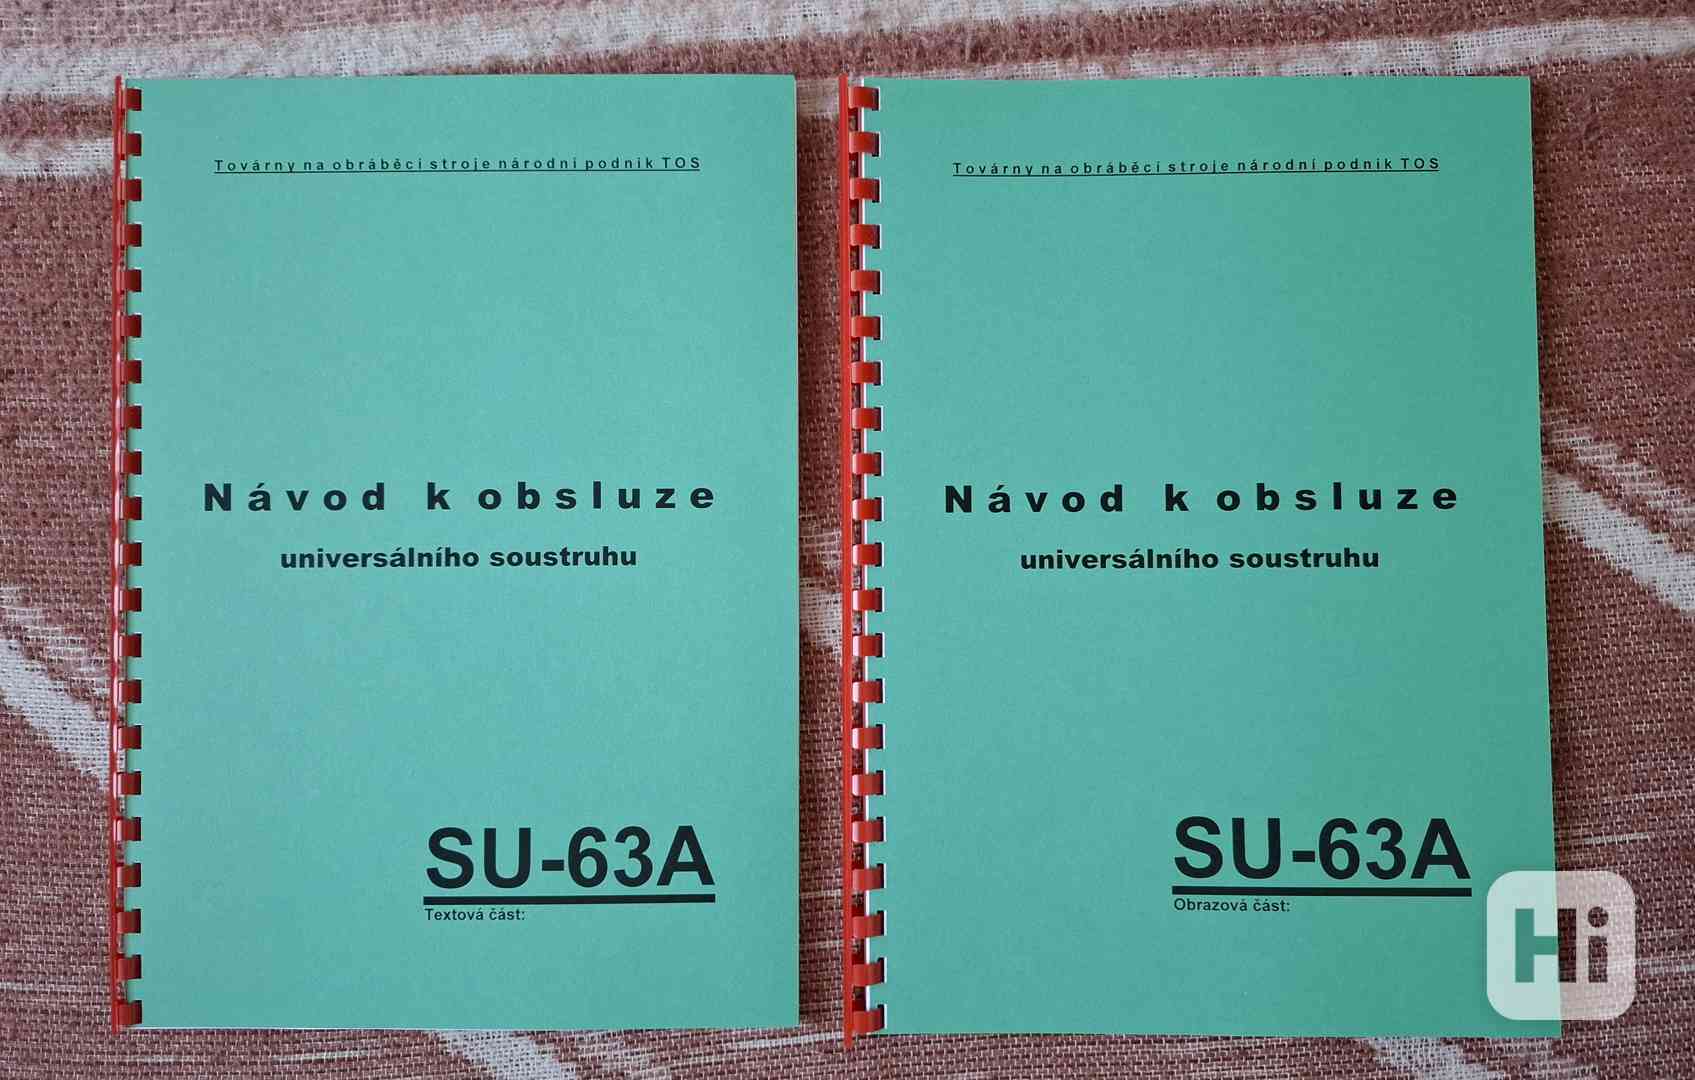 Továrny na obráběcí stroje národní podnik TOS
Návod k obsluze
universálního soustruhu
SU-63A
Textová část:
Továrny na obráběcí stroje národní podnik TOS
Návod k obsluze
universálního soustruhu
SU-63A
Obrazová část:
Hi